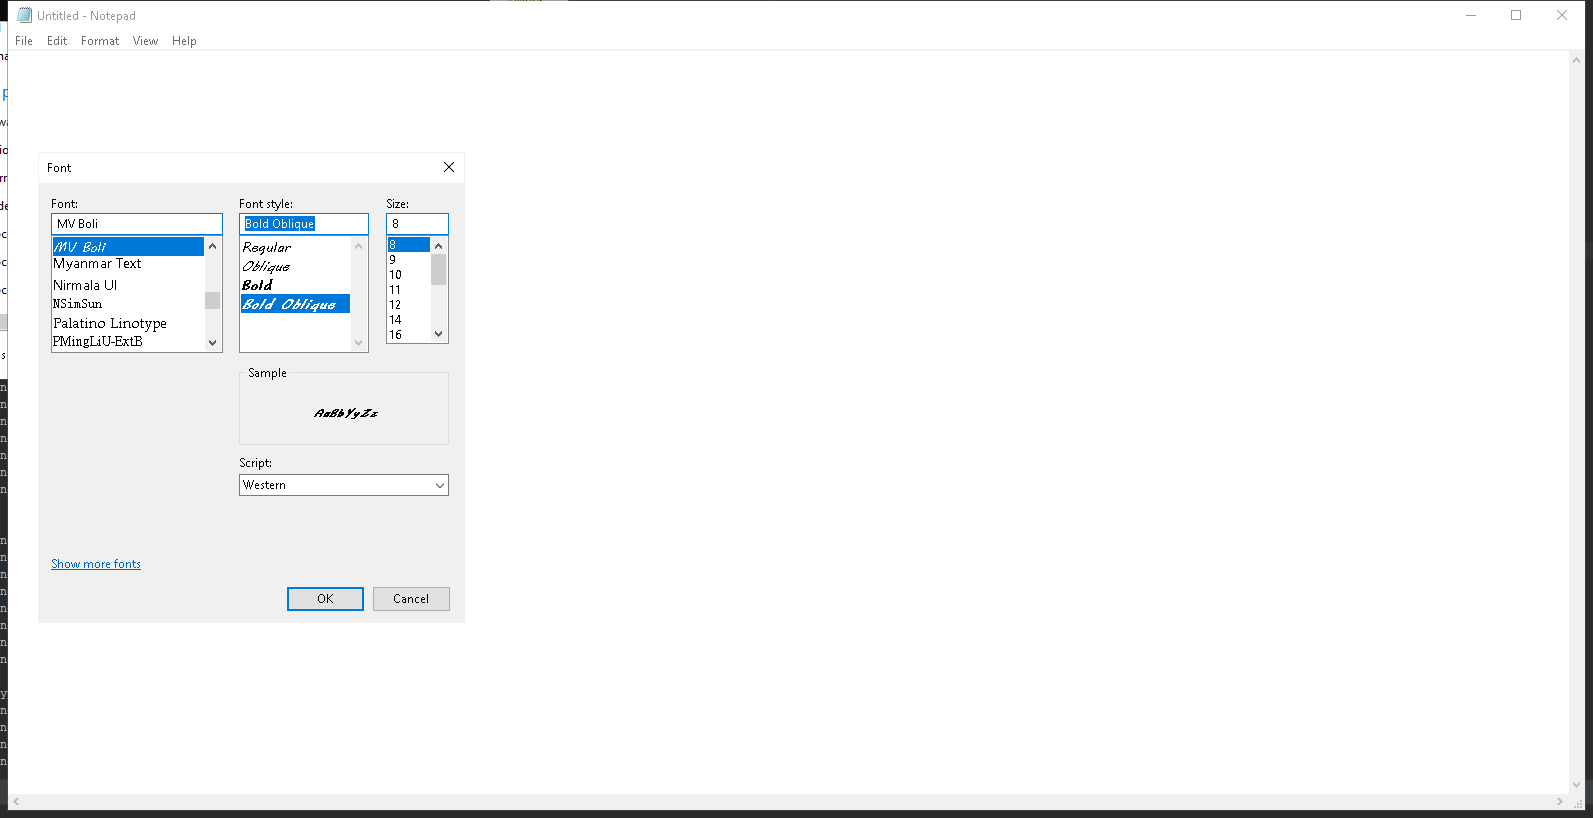 Untitled - Notepad
File Edit Format View Help
Font
Font: Font style: Size:
MV Boli Bold Oblique 8
MV Boli Regular 8
Myanmar Text Oblique 9
Nirmala UI Bold 10
NSimSun Bold Oblique 11
Palatino Linotype 12
PMingLiU-ExtB 14
16
Sample
AaBbYyZz
Script:
Western
Show more fonts
OK Cancel